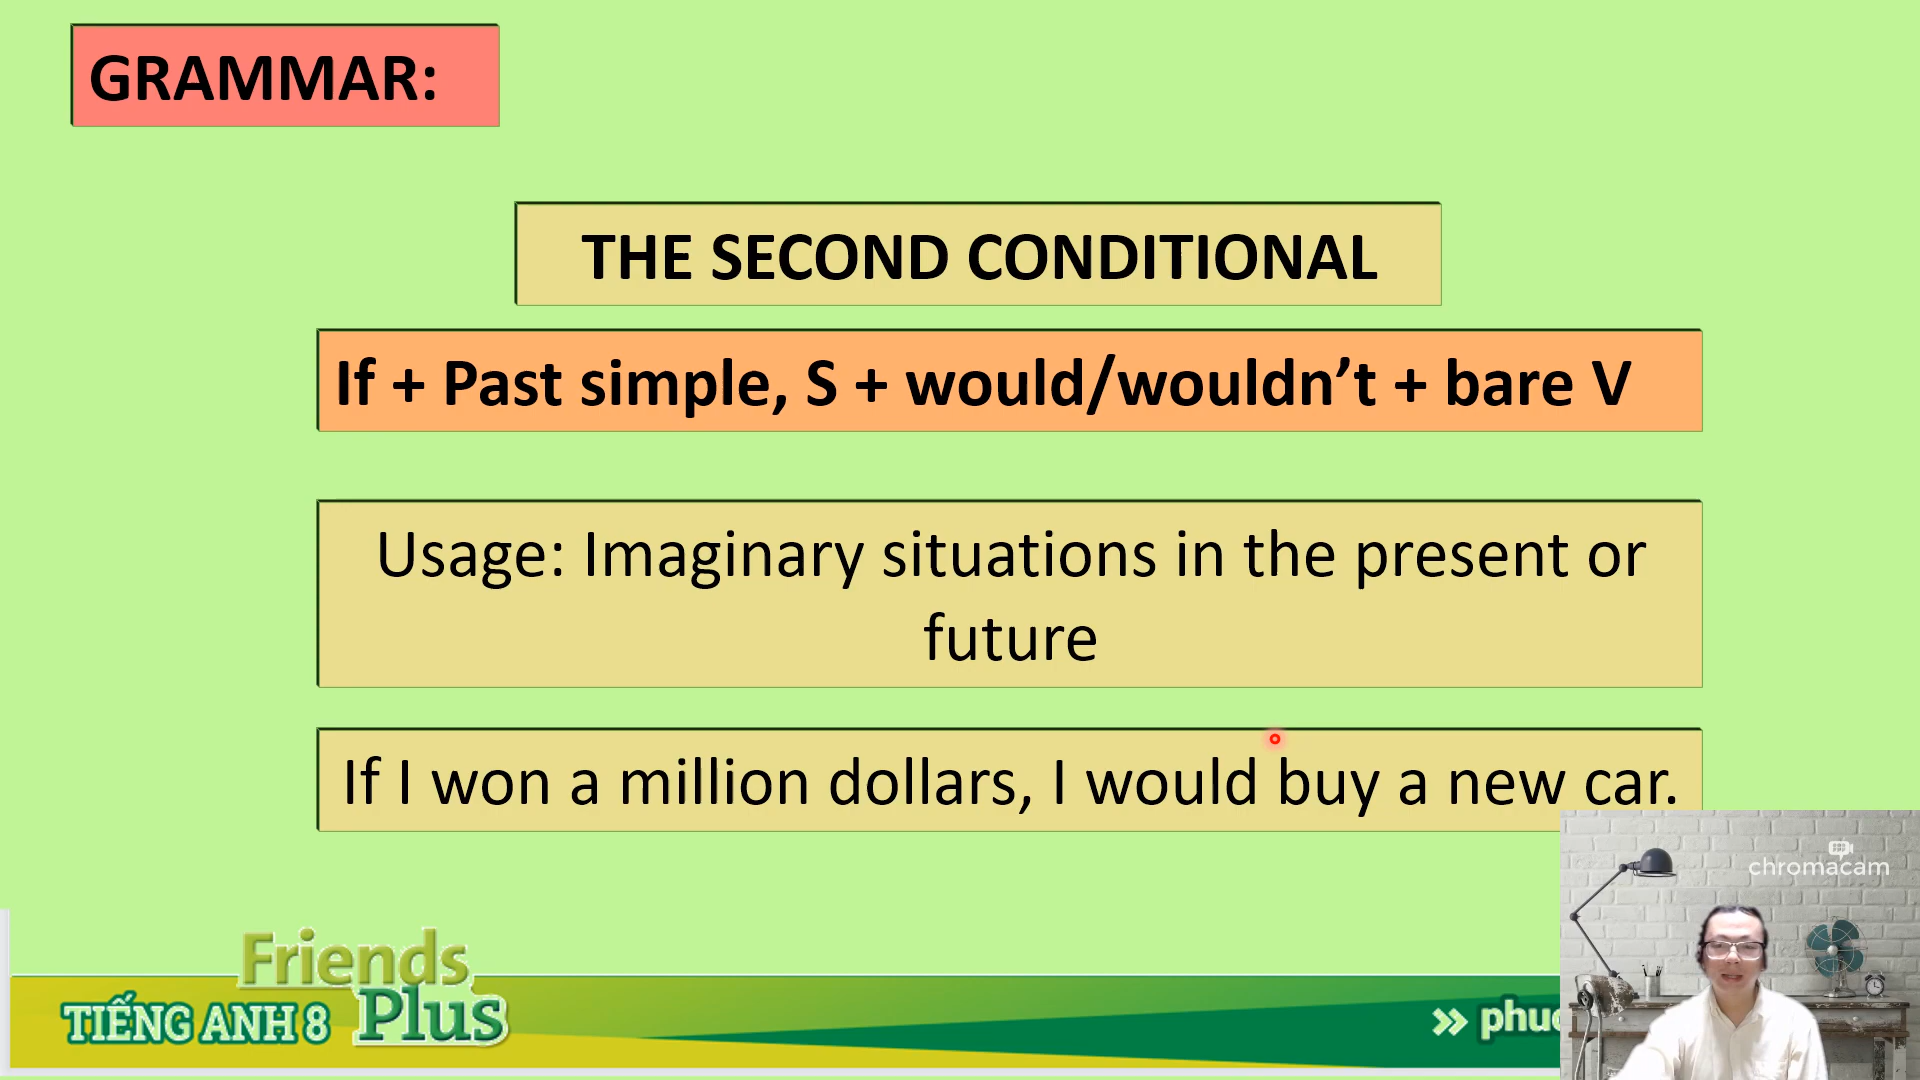 GRAMMAR:
THE SECOND CONDITIONAL
If + Past simple, S + would/wouldn’t + bare V
Usage: Imaginary situations in the present or
future
If I won a million dollars, I would buy a new car.
chromacam
Friends
TIẾNG ANH 8 Plus